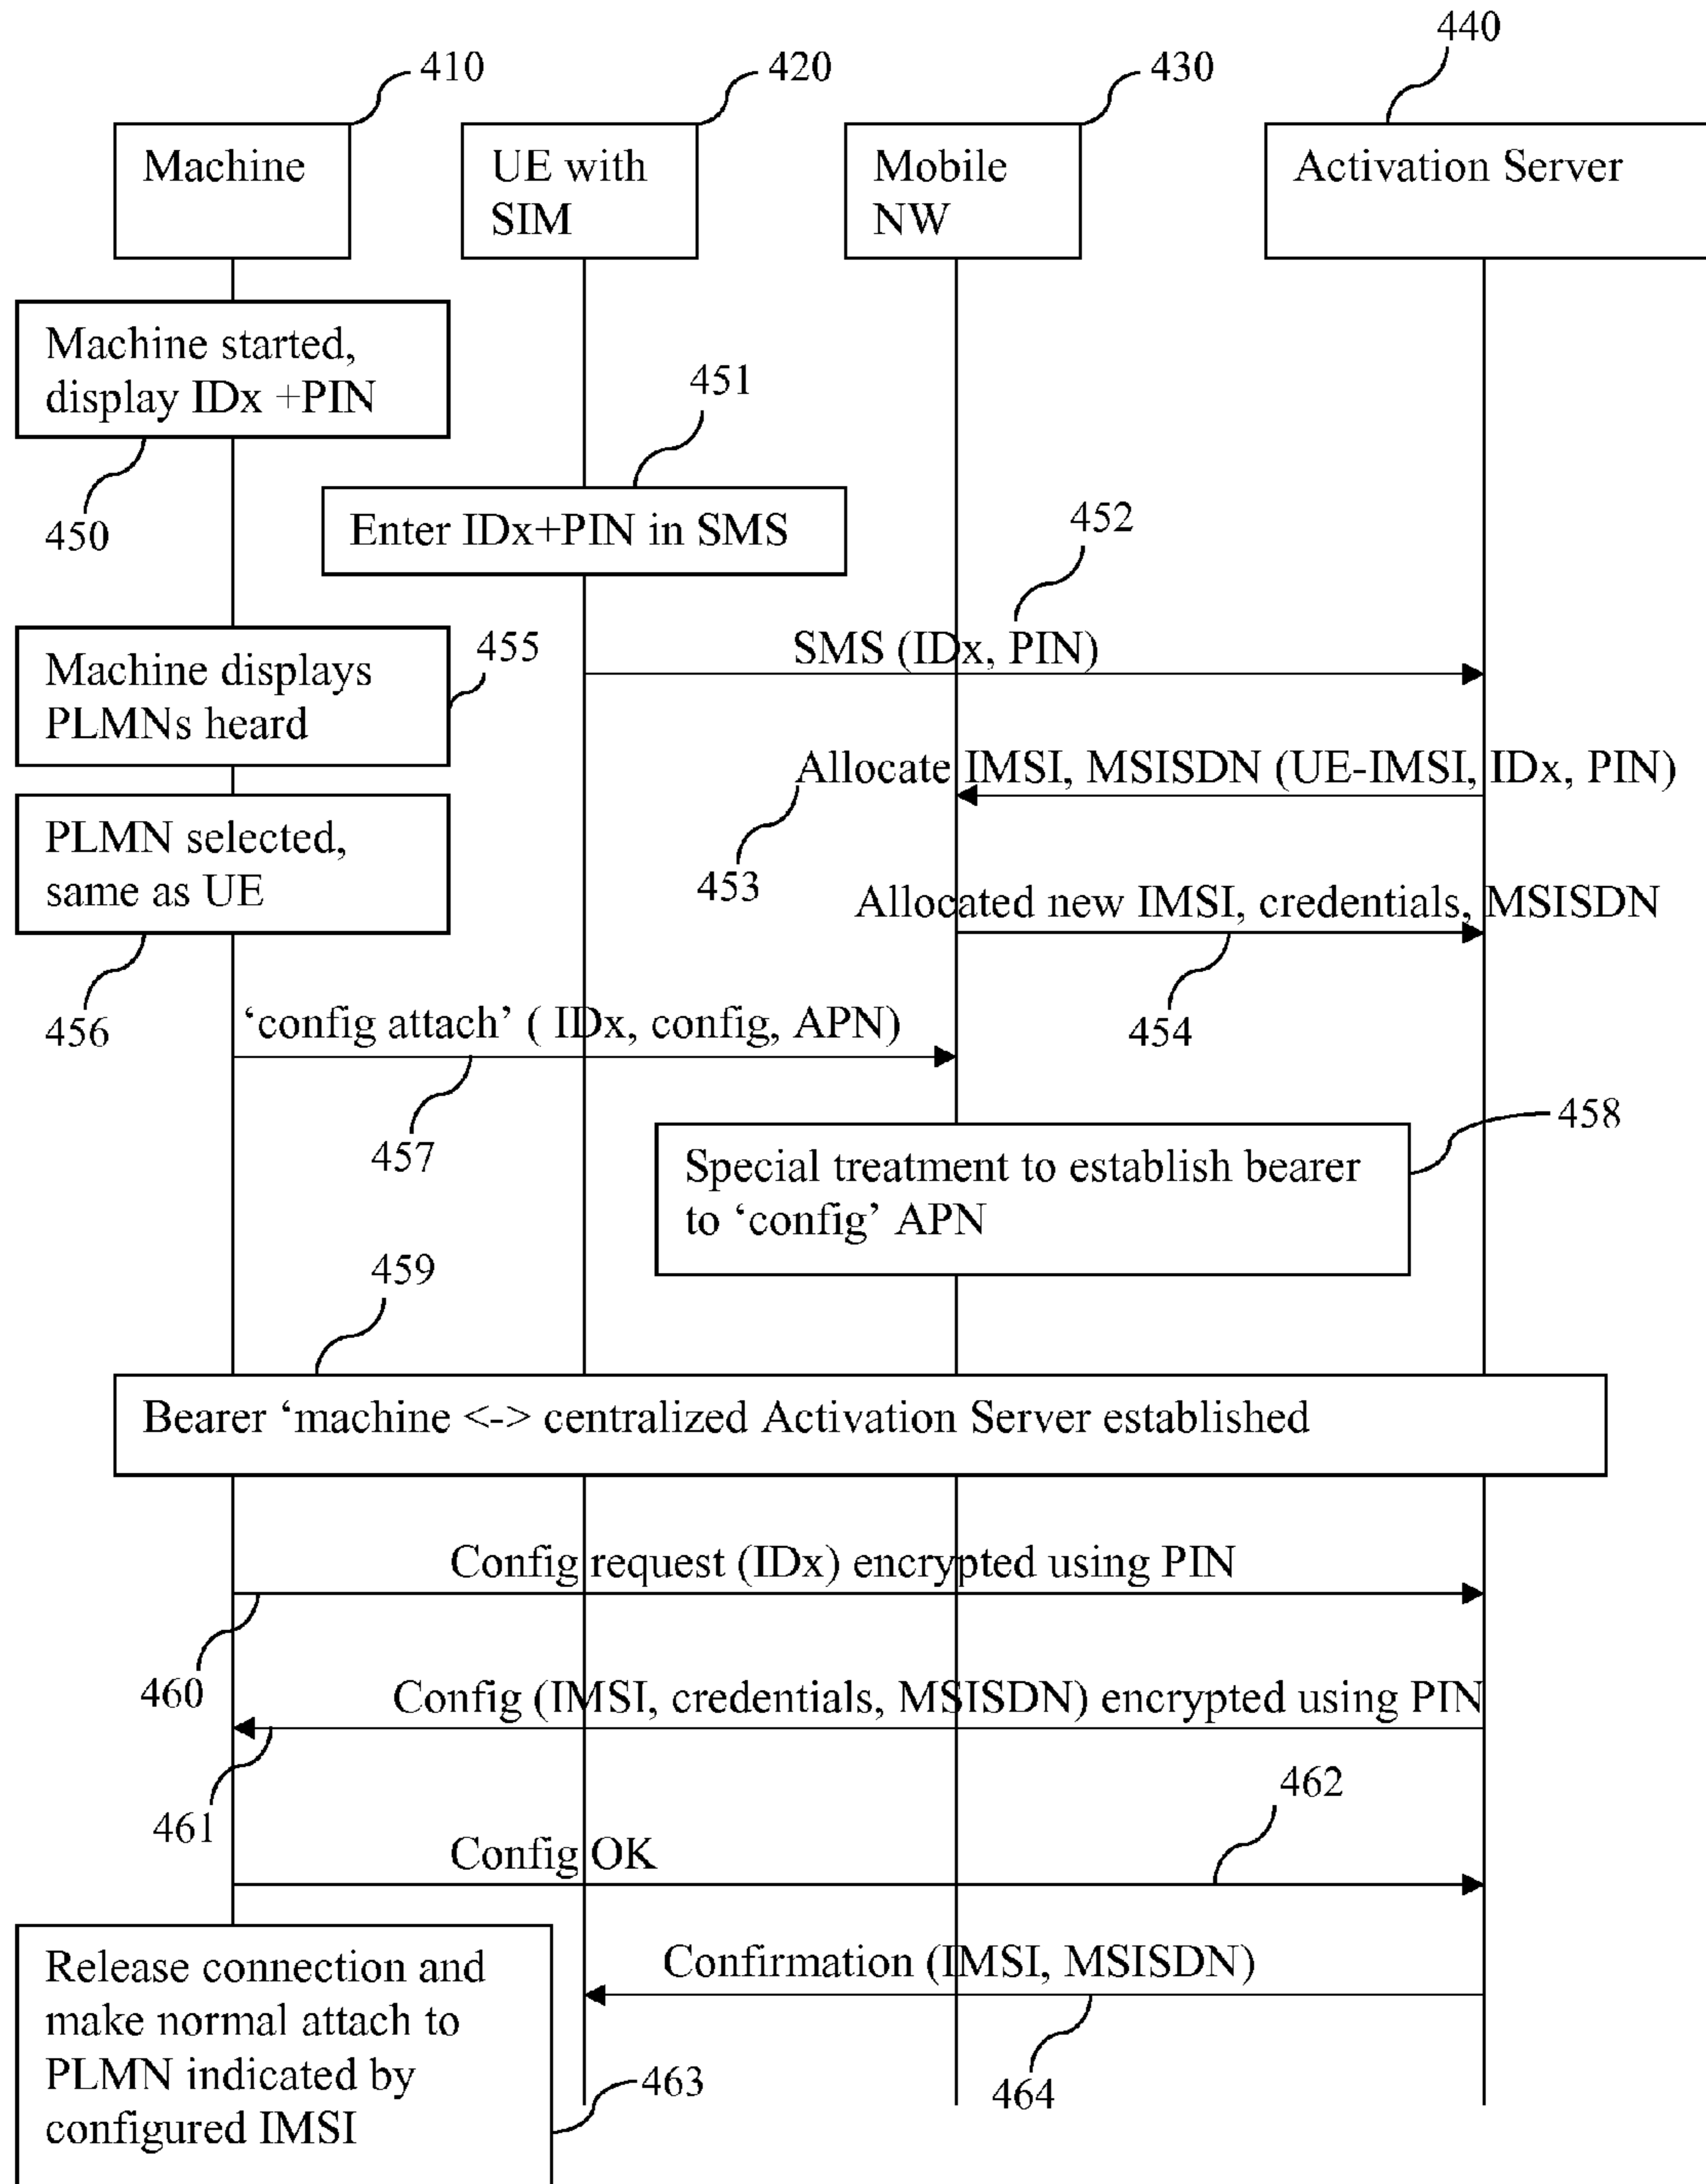 440
410
420
430
Machine
UE with
SIM
Mobile
NW
Activation Server
Machine started,
display IDx +PIN
450
451
Enter IDx+PIN in SMS
452
SMS (IDx, PIN)
Machine displays
PLMNs heard
455
Allocate IMSI, MSISDN (UE-IMSI, IDx, PIN)
453
PLMN selected,
same as UE
456
Allocated new IMSI, credentials, MSISDN
454
‘config attach’ ( IDx, config, APN)
457
458
Special treatment to establish bearer
to ‘config’ APN
459
Bearer ‘machine <-> centralized Activation Server established
Config request (IDx) encrypted using PIN
460
Config (IMSI, credentials, MSISDN) encrypted using PIN
461
462
Config OK
Confirmation (IMSI, MSISDN)
464
Release connection and
make normal attach to
PLMN indicated by
configured IMSI
463